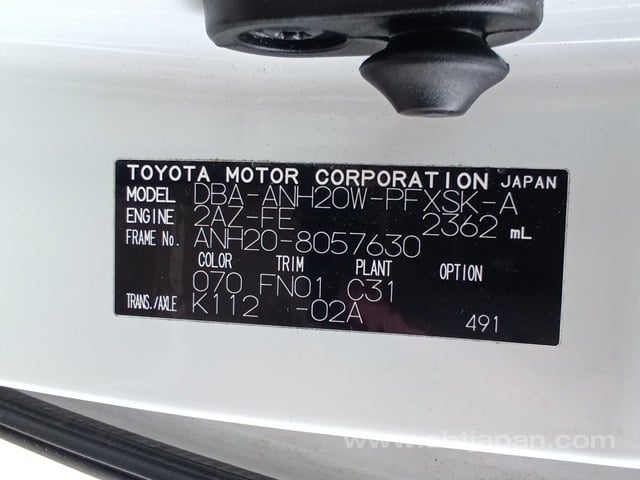 TOYOTA MOTOR CORPORATION JAPAN
MODEL DBA-ANH20W-PFXSK-A
ENGINE 2AZ-FE 2362 mL
FRAME No. ANH20-8057630
COLOR TRIM PLANT OPTION
070 FN01 C31
TRANS./AXLE K112 -02A
491
www.sbtjapan.com